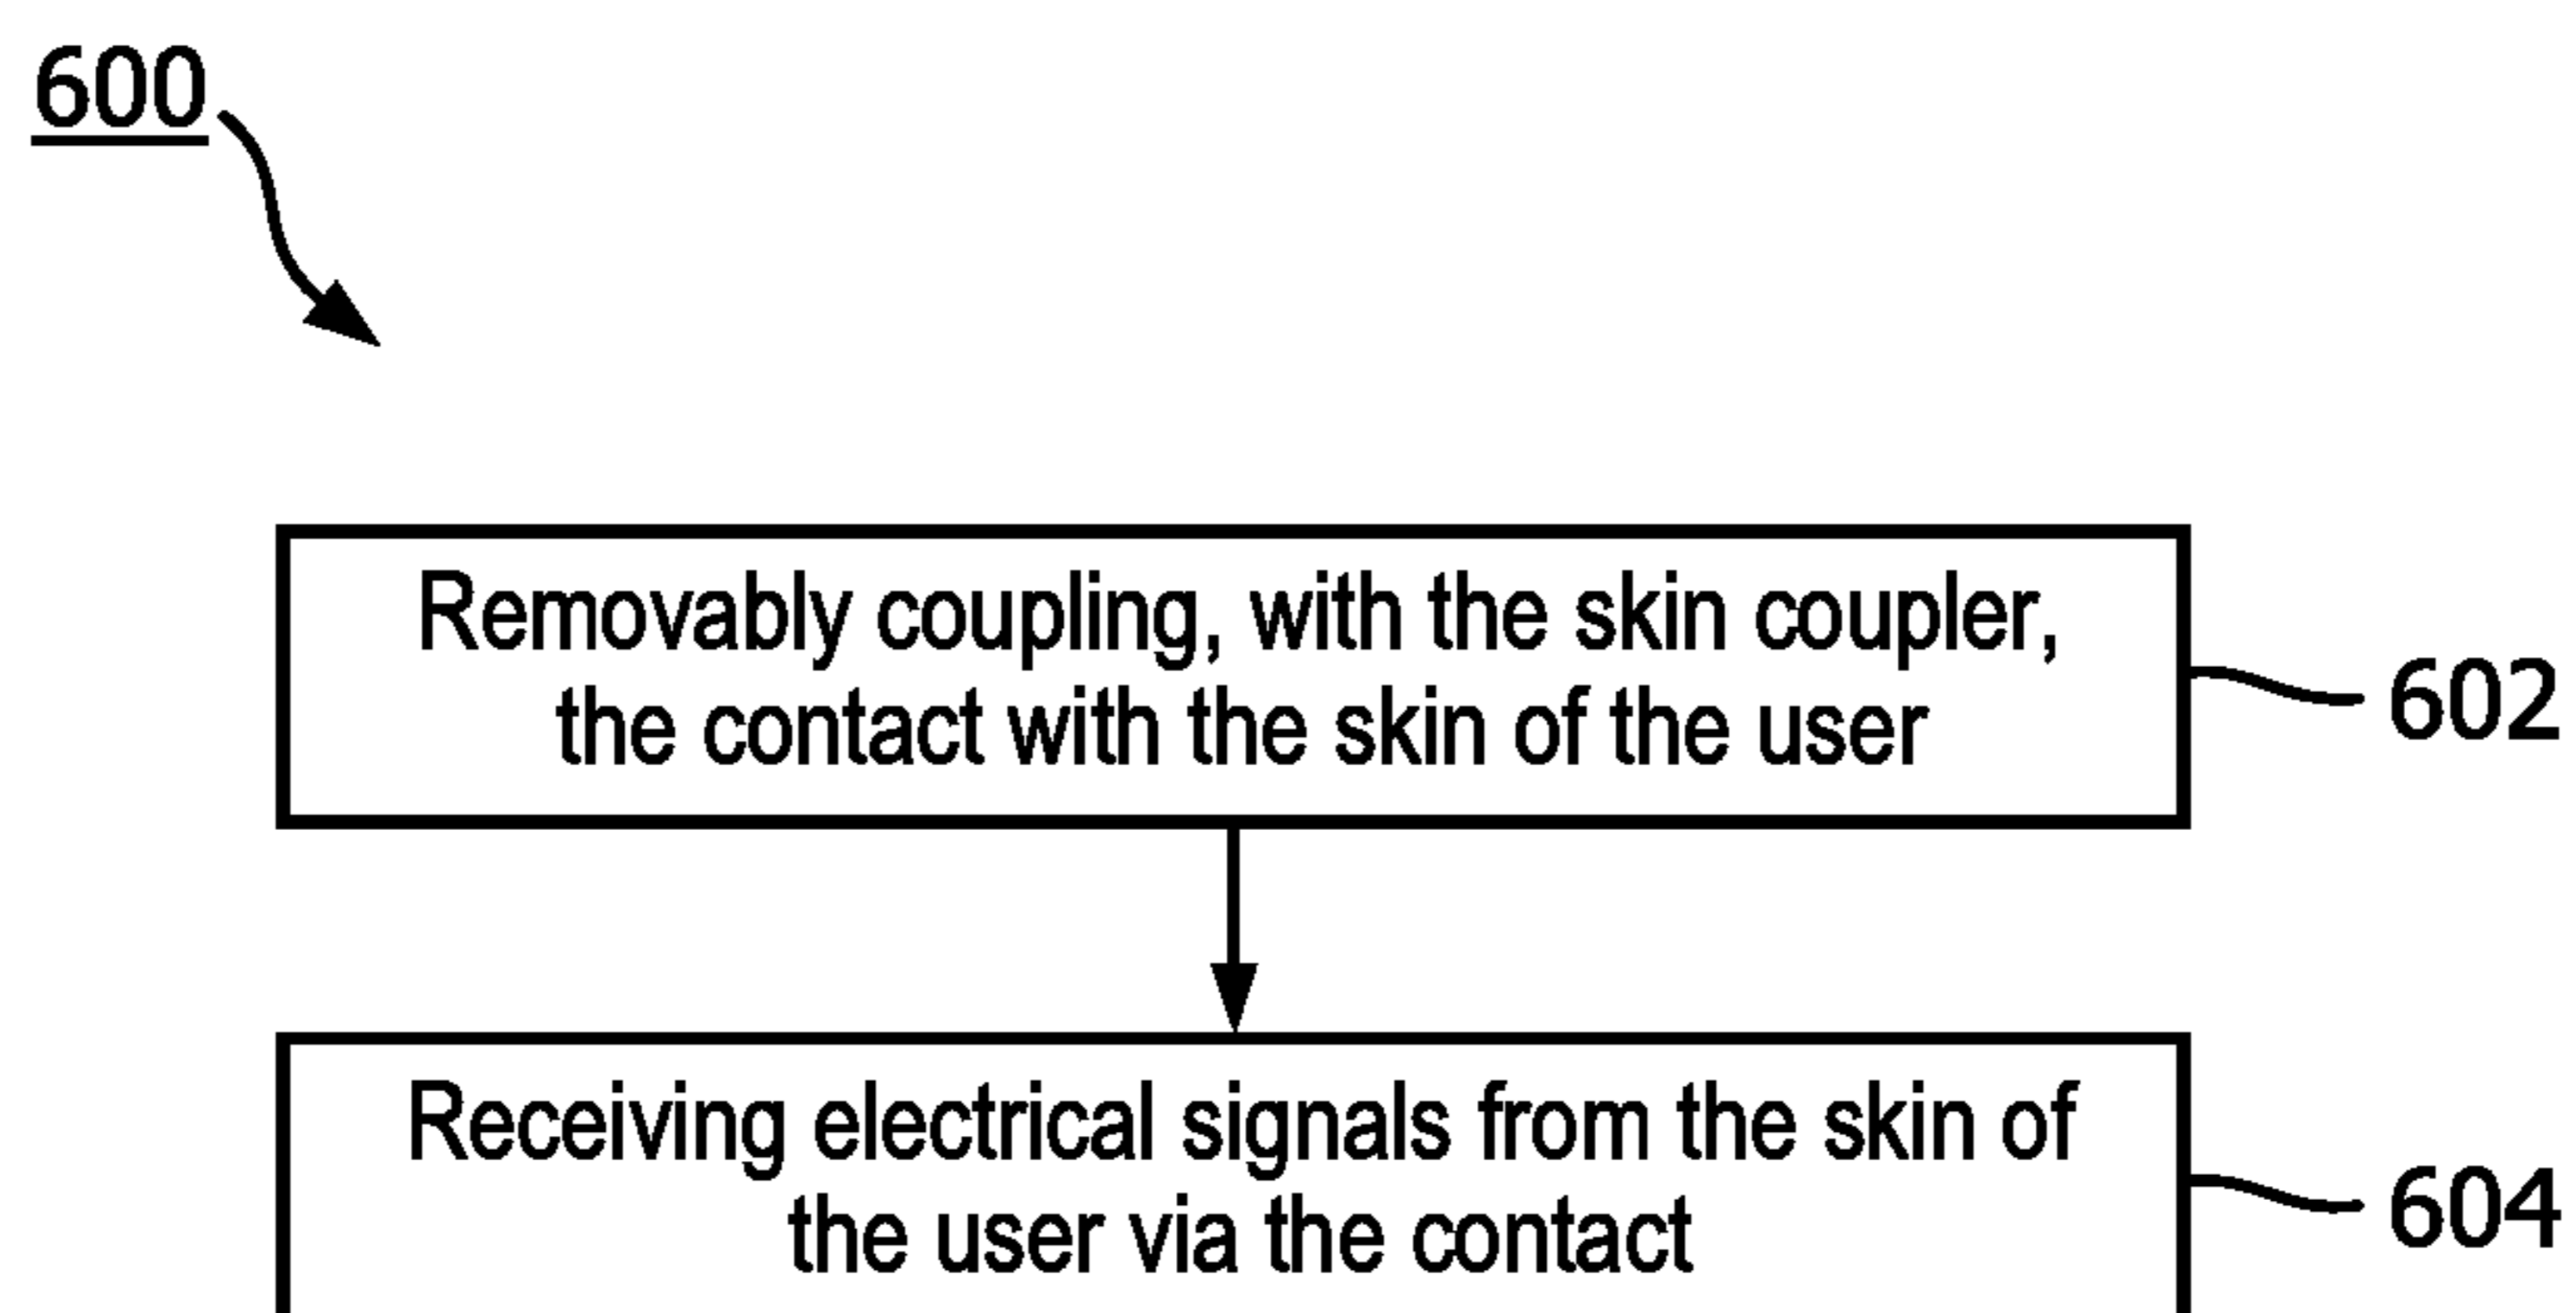 600
Removably coupling, with the skin coupler,
the contact with the skin of the user
602
Receiving electrical signals from the skin of
the user via the contact
604